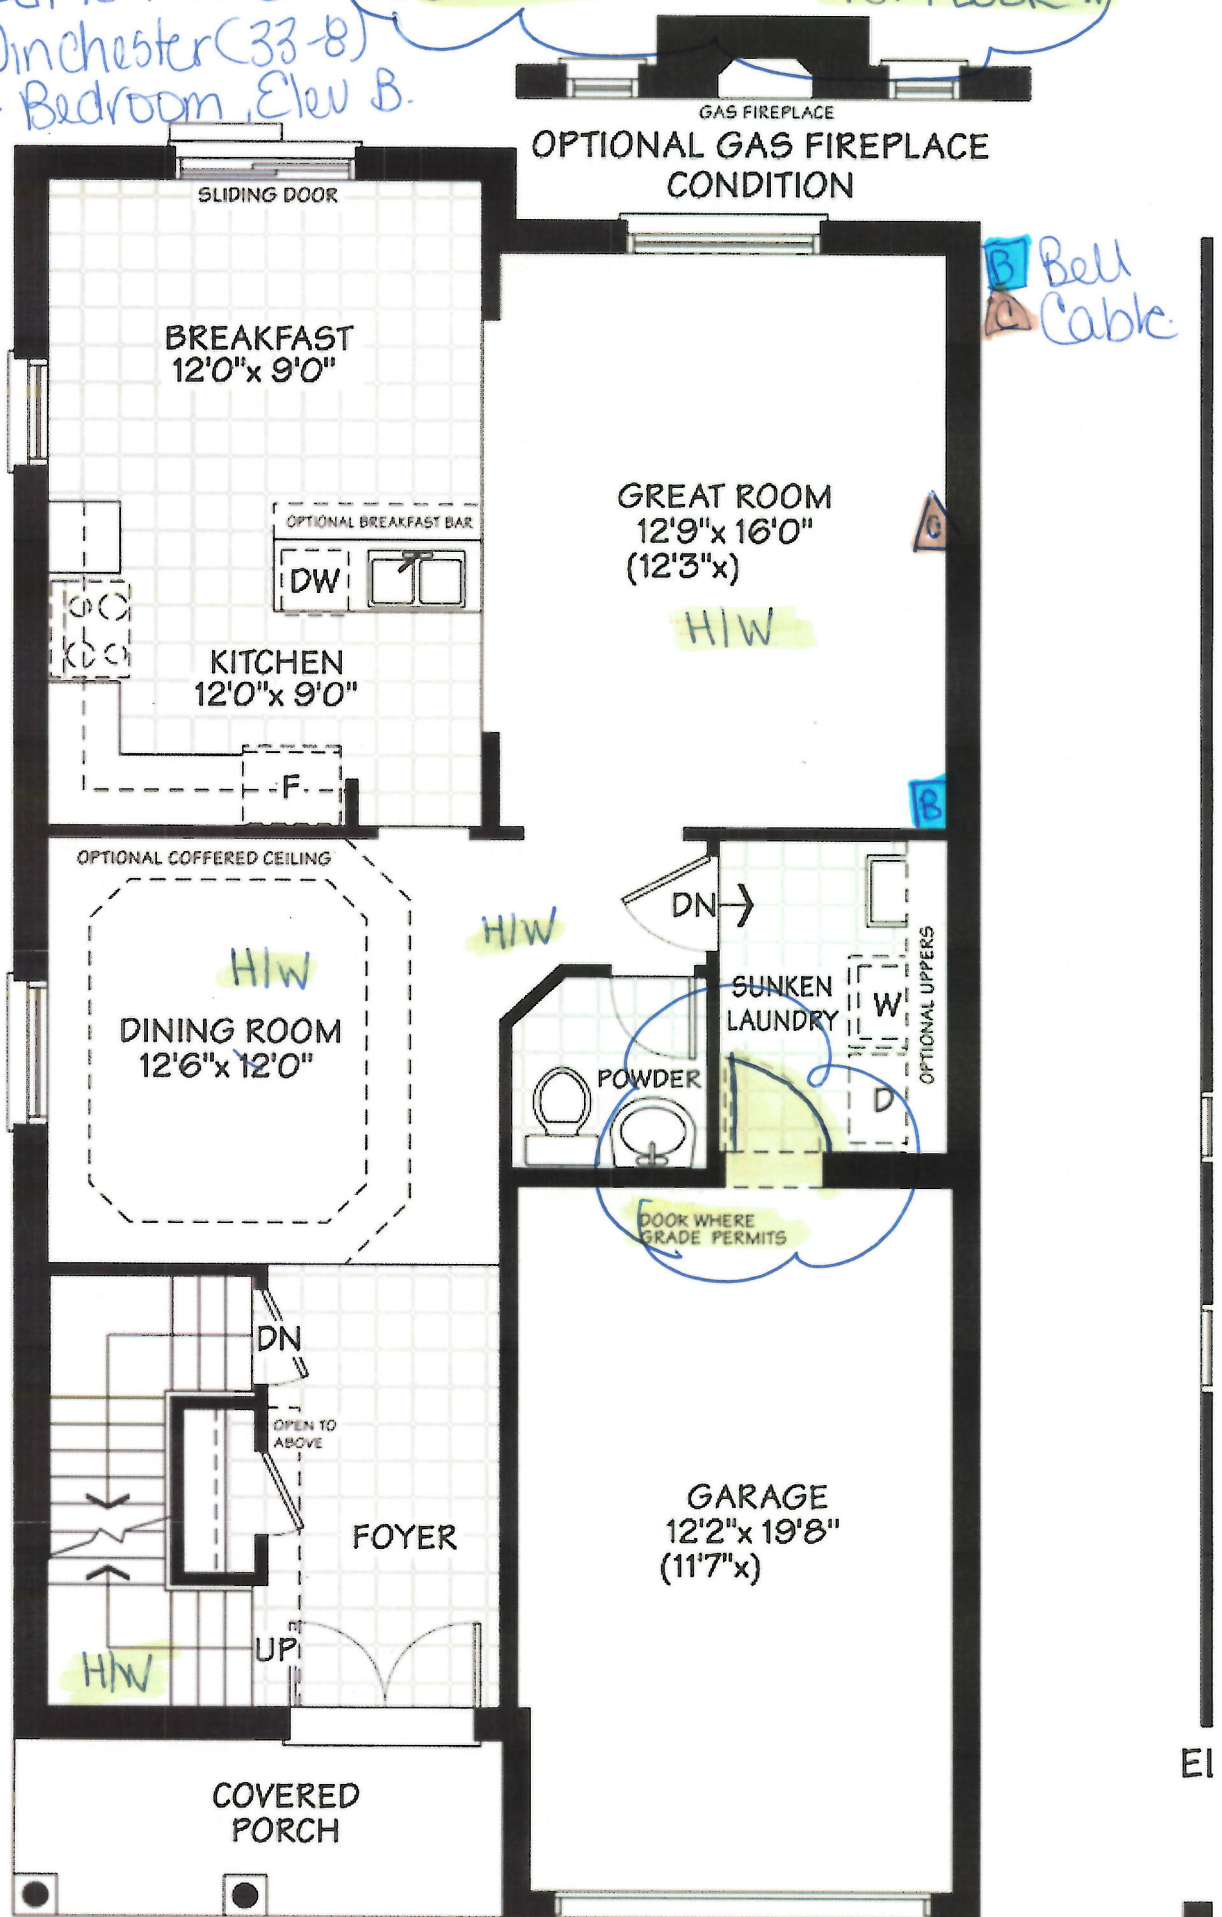 Winchester (33-8)
Bedroom, Elev B.
GAS FIREPLACE
OPTIONAL GAS FIREPLACE
CONDITION
SLIDING DOOR
B Bell
C Cable
BREAKFAST
12'0"x 9'0"
GREAT ROOM
12'9"x 16'0"
(12'3"x)
H/W
C
OPTIONAL BREAKFAST BAR
DW
KITCHEN
12'0"x 9'0"
F
B
OPTIONAL COFFERED CEILING
H/W
DINING ROOM
12'6"x 12'0"
H/W
DN
SUNKEN
LAUNDRY
W
OPTIONAL UPPERS
D
POWDER
DOOR WHERE
GRADE PERMITS
DN
OPEN TO
ABOVE
FOYER
UP
H/W
GARAGE
12'2"x 19'8"
(11'7"x)
COVERED
PORCH
El